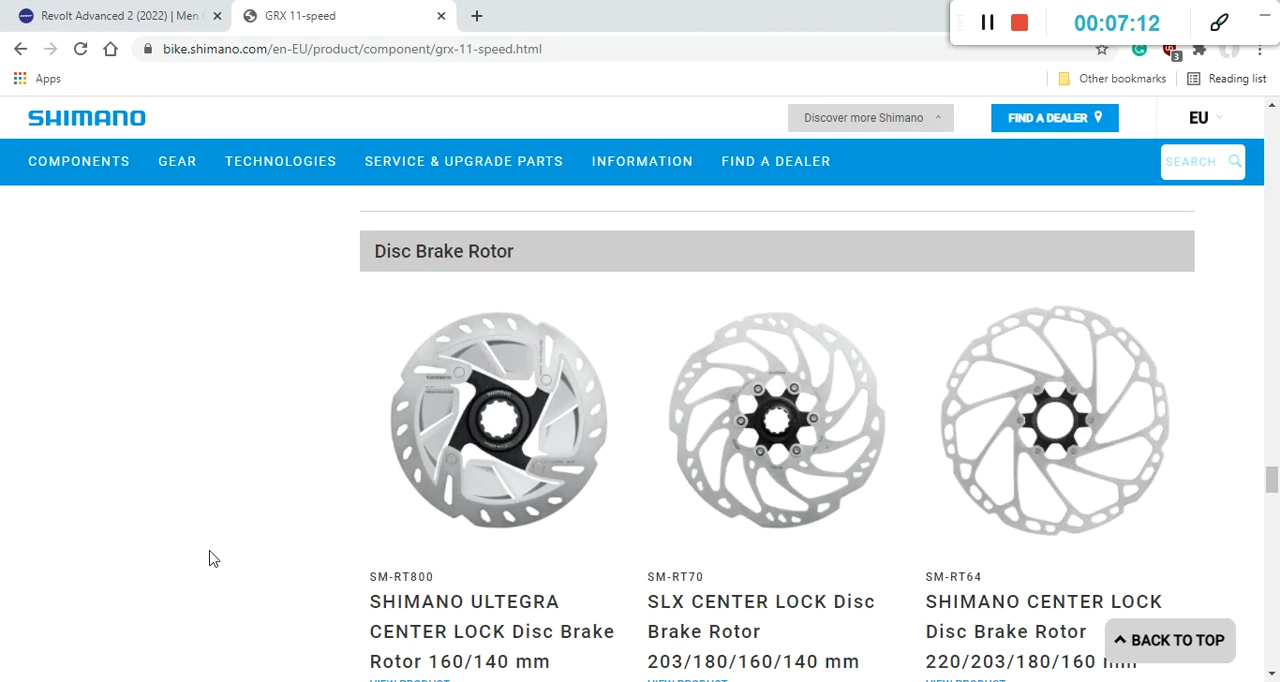 Revolt Advanced 2 (2022) | Men
GRX 11-speed
00:07:12
bike.shimano.com/en-EU/product/component/grx-11-speed.html
3
Apps
Other bookmarks
Reading list
SHIMANO
Discover more Shimano
FIND A DEALER
EU
COMPONENTS GEAR TECHNOLOGIES SERVICE & UPGRADE PARTS INFORMATION FIND A DEALER
SEARCH
Disc Brake Rotor
SM-RT800
SHIMANO ULTEGRA
CENTER LOCK Disc Brake
Rotor 160/140 mm
VIEW PRODUCT
SM-RT70
SLX CENTER LOCK Disc
Brake Rotor
203/180/160/140 mm
VIEW PRODUCT
SM-RT64
SHIMANO CENTER LOCK
Disc Brake Rotor
220/203/180/160 mm
VIEW PRODUCT
BACK TO TOP